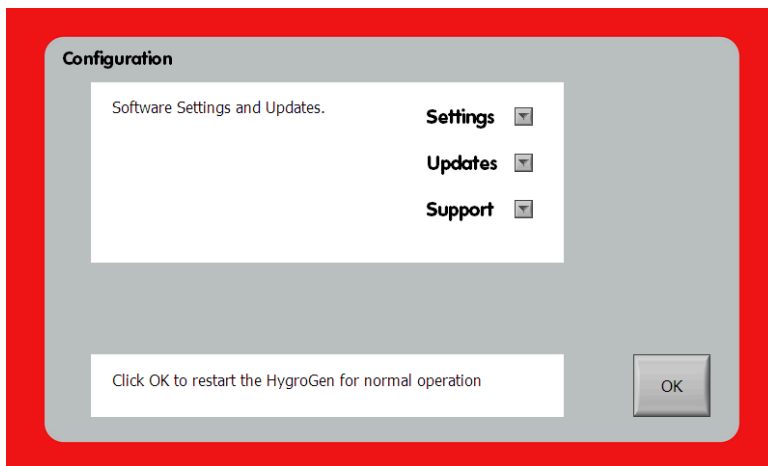 Configuration
Software Settings and Updates.
Settings
Updates
Support
Click OK to restart the HygroGen for normal operation
OK